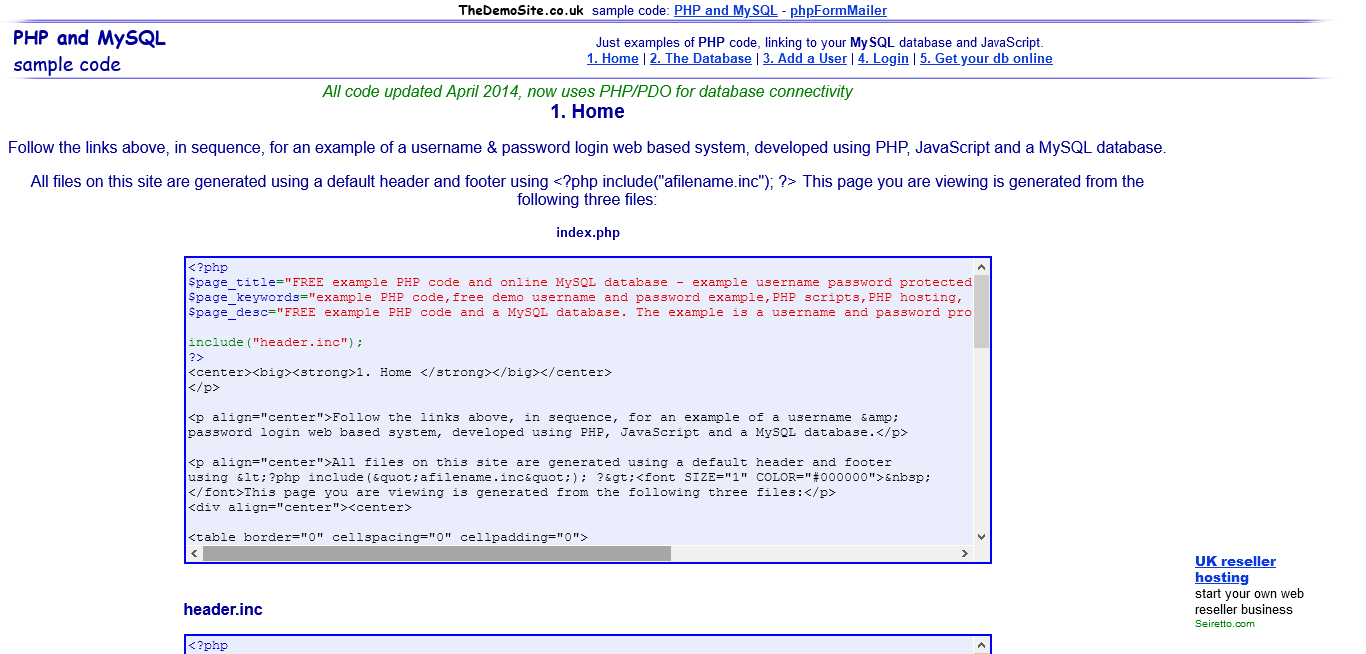 TheDemoSite.co.uk sample code: PHP and MySQL - phpFormMailer
PHP and MySQL
sample code
Just examples of PHP code, linking to your MySQL database and JavaScript.
1. Home | 2. The Database | 3. Add a User | 4. Login | 5. Get your db online
All code updated April 2014, now uses PHP/PDO for database connectivity
1. Home
Follow the links above, in sequence, for an example of a username & password login web based system, developed using PHP, JavaScript and a MySQL database.
All files on this site are generated using a default header and footer using <?php include("afilename.inc"); ?> This page you are viewing is generated from the
following three files:
index.php
<?php
$page_title="FREE example PHP code and online MySQL database - example username password protected
$page_keywords="example PHP code,free demo username and password example,PHP scripts,PHP hosting,
$page_desc="FREE example PHP code and a MySQL database. The example is a username and password pro
include("header.inc");
?>
<center><big><strong>1. Home </strong></big></center>
</p>
<p align="center">Follow the links above, in sequence, for an example of a username &amp;
password login web based system, developed using PHP, JavaScript and a MySQL database.</p>
<p align="center">All files on this site are generated using a default header and footer
using &lt;?php include(&quot;afilename.inc&quot;); ?&gt;<font SIZE="1" COLOR="#000000">&nbsp;
</font>This page you are viewing is generated from the following three files:</p>
<div align="center"><center>
<table border="0" cellspacing="0" cellpadding="0">
UK reseller
hosting
start your own web
reseller business
Seiretto.com
header.inc
<?php